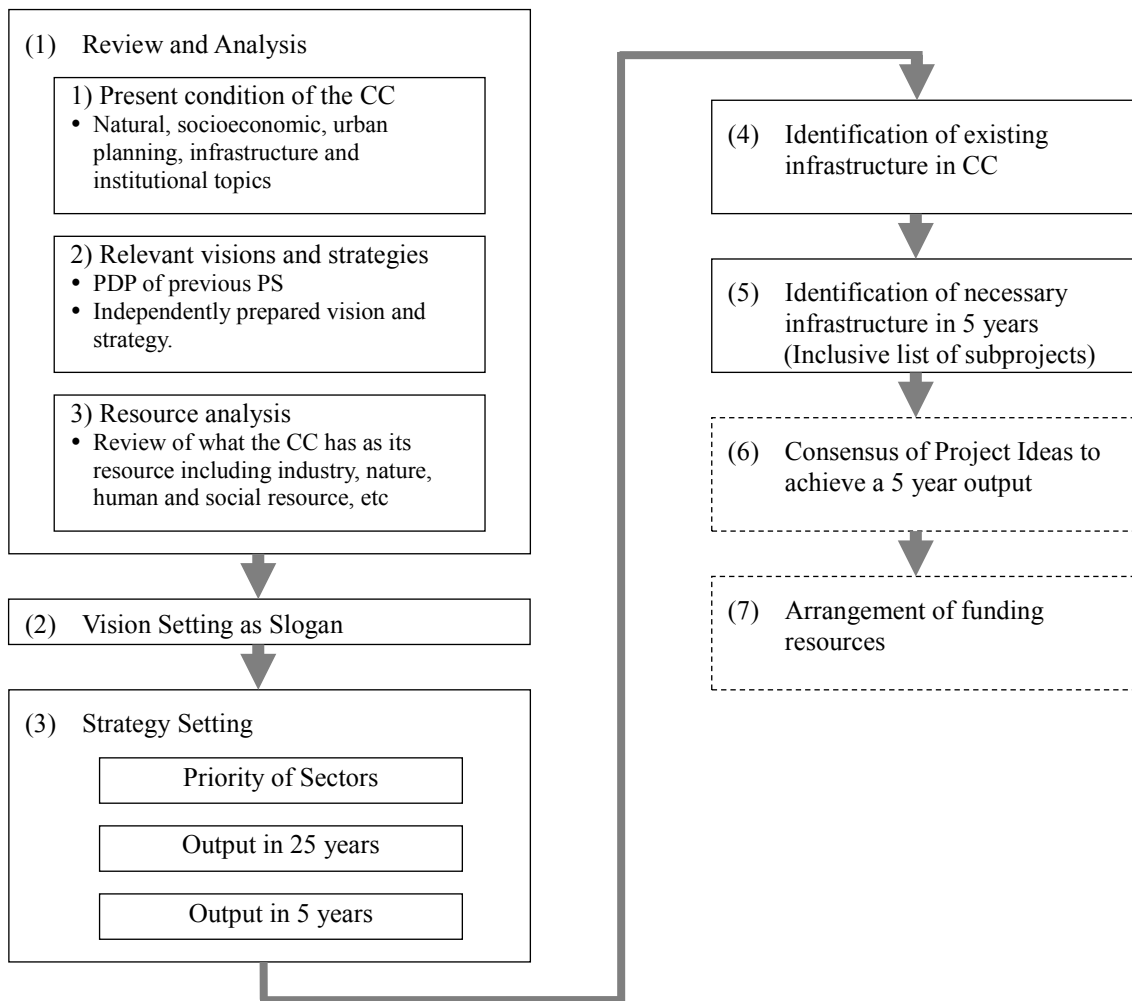 (1) Review and Analysis
1) Present condition of the CC
• Natural, socioeconomic, urban
planning, infrastructure and
institutional topics
2) Relevant visions and strategies
• PDP of previous PS
• Independently prepared vision and
strategy.
3) Resource analysis
• Review of what the CC has as its
resource including industry, nature,
human and social resource, etc
(2) Vision Setting as Slogan
(3) Strategy Setting
Priority of Sectors
Output in 25 years
Output in 5 years
(4) Identification of existing
infrastructure in CC
(5) Identification of necessary
infrastructure in 5 years
(Inclusive list of subprojects)
(6) Consensus of Project Ideas to
achieve a 5 year output
(7) Arrangement of funding
resources